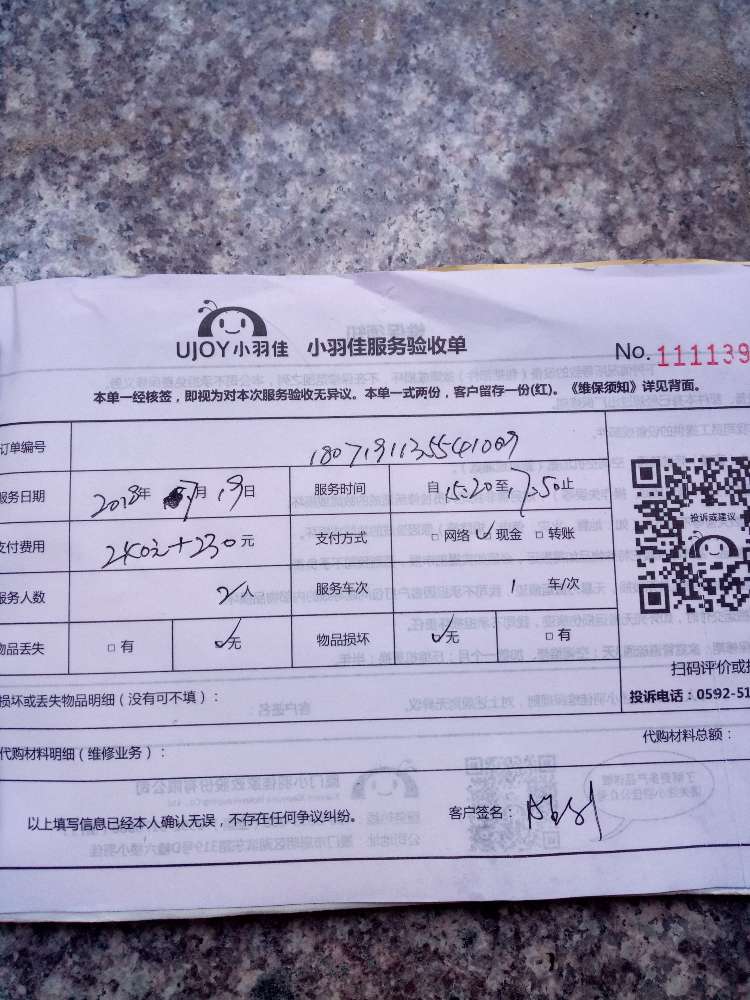 UJOY小羽佳 小羽佳服务验收单 No. 111139
本单一经核签，即视为对本次服务验收无异议。本单一式两份，客户留存一份(红)。《维保须知》详见背面。
订单编号 18071911355541009
服务日期 2018年 7月 19日 服务时间 自 15:20至17:50止
支付费用 240元+230元 支付方式 □ 网络 ✓ 现金 □ 转账
投诉或建议
服务人数 2人 服务车次 1 车/次
物品丢失 □ 有 ✓无 物品损坏 ✓无 □ 有
扫码评价或
损坏或丢失物品明细（没有可不填）：
投诉电话：0592-51
代购材料明细（维修业务）： 代购材料总额：
以上填写信息已经本人确认无误，不存在任何争议纠纷。 客户签名：